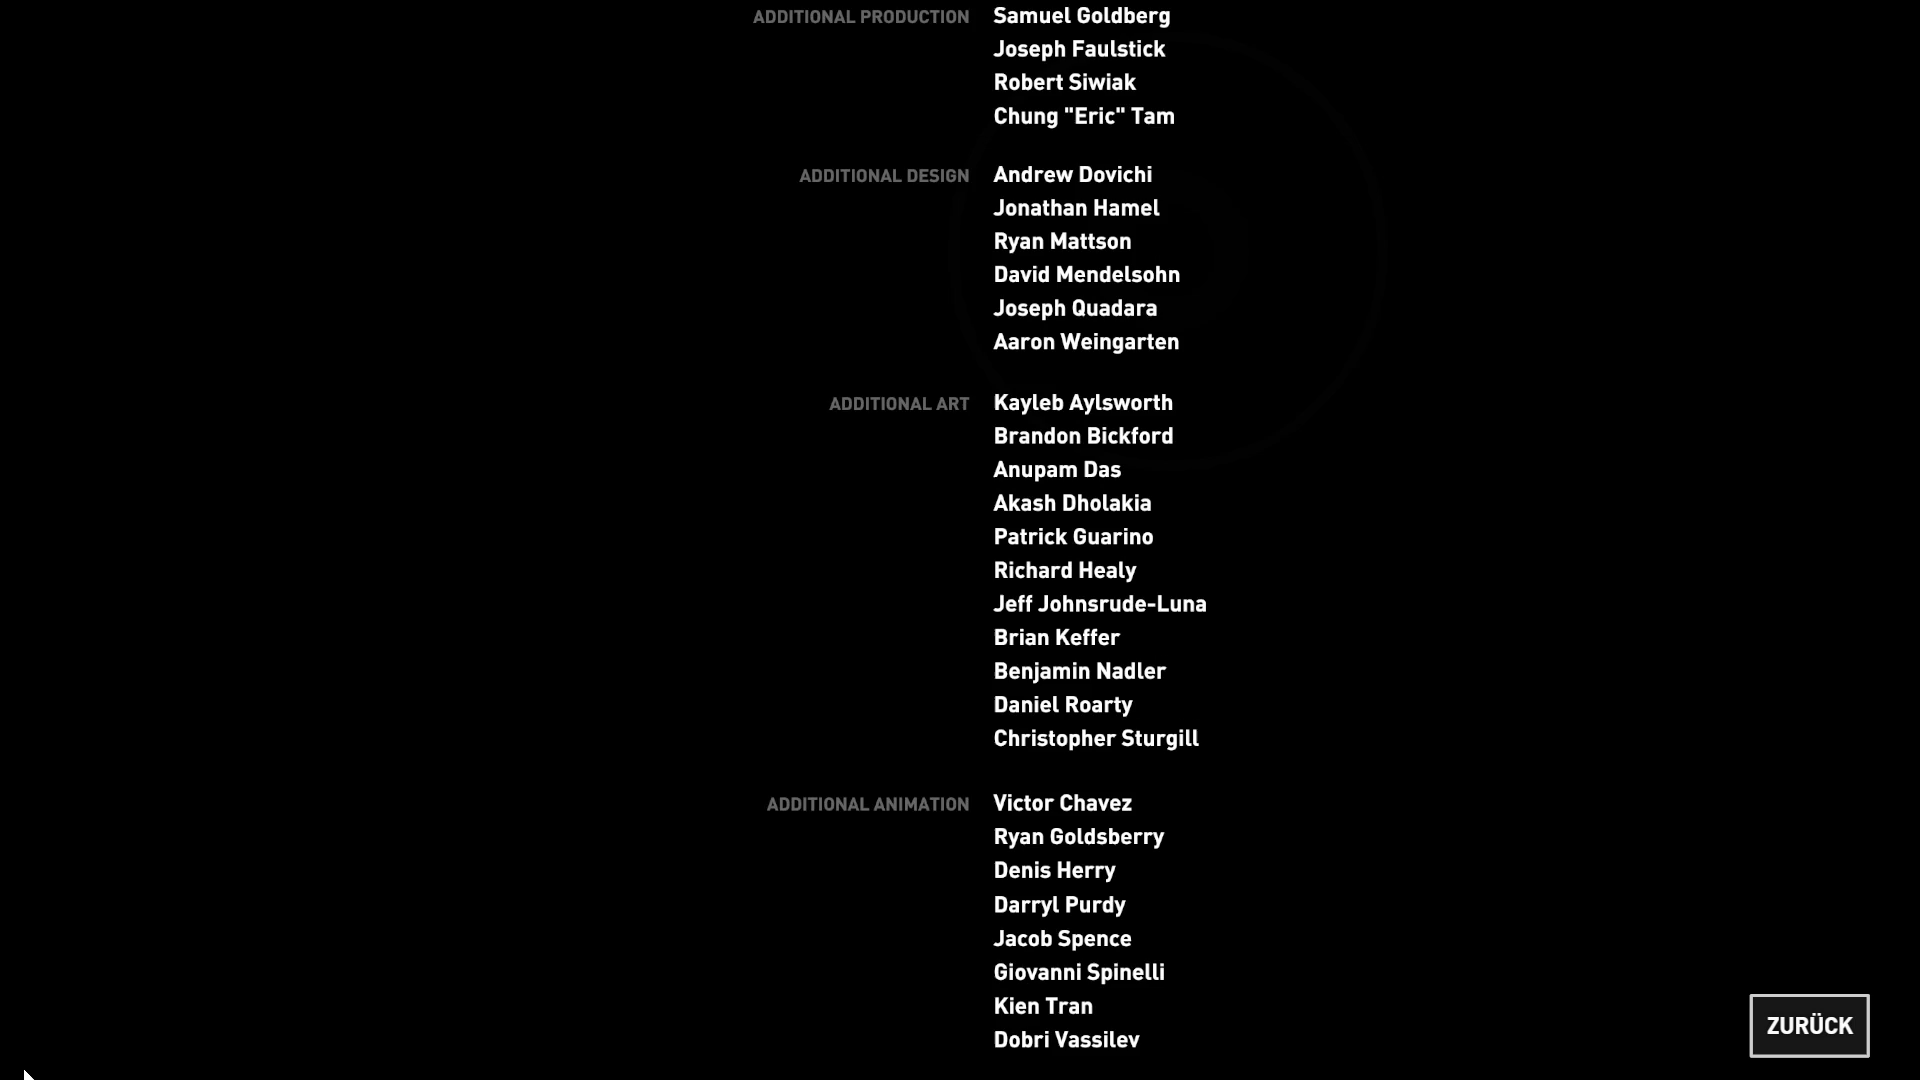 ADDITIONAL PRODUCTION Samuel Goldberg
Joseph Faulstick
Robert Siwiak
Chung "Eric" Tam
ADDITIONAL DESIGN Andrew Dovichi
Jonathan Hamel
Ryan Mattson
David Mendelsohn
Joseph Quadara
Aaron Weingarten
ADDITIONAL ART Kayleb Aylsworth
Brandon Bickford
Anupam Das
Akash Dholakia
Patrick Guarino
Richard Healy
Jeff Johnsrude-Luna
Brian Keffer
Benjamin Nadler
Daniel Roarty
Christopher Sturgill
ADDITIONAL ANIMATION Victor Chavez
Ryan Goldsberry
Denis Herry
Darryl Purdy
Jacob Spence
Giovanni Spinelli
Kien Tran
Dobri Vassilev
ZURÜCK